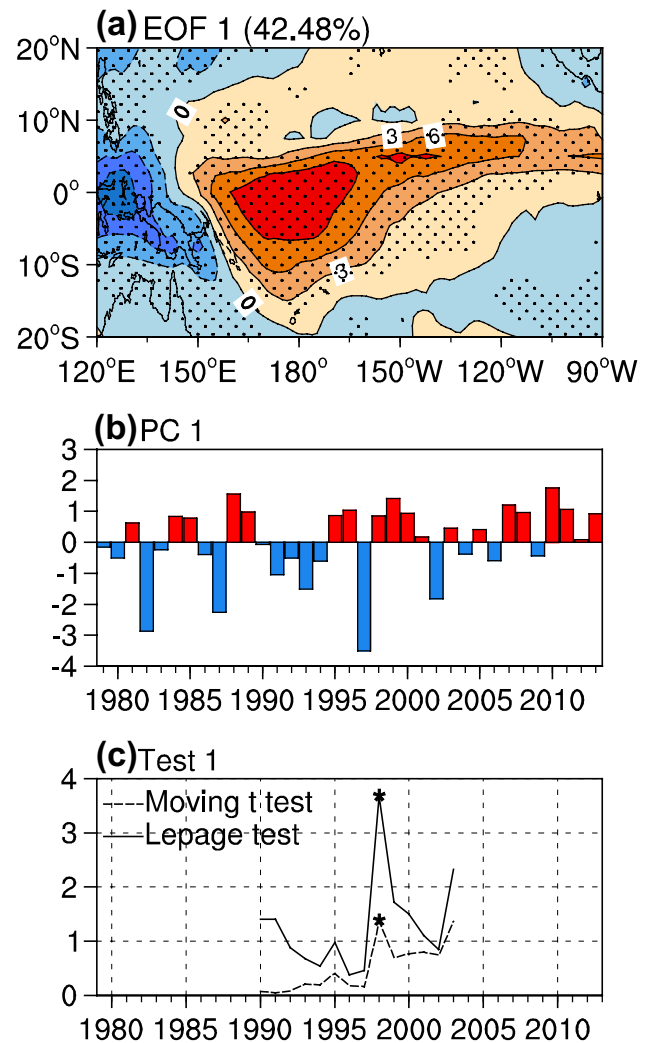 (a) EOF 1 (42.48%)
20°N
10°N
0°
10°S
20°S
0
3
6
3
0
120°E 150°E 180° 150°W 120°W 90°W
(b) PC 1
3
2
1
0
-1
-2
-3
-4
1980 1985 1990 1995 2000 2005 2010
(c) Test 1
4
3
2
1
0
Moving t test
Lepage test
*
*
1980 1985 1990 1995 2000 2005 2010